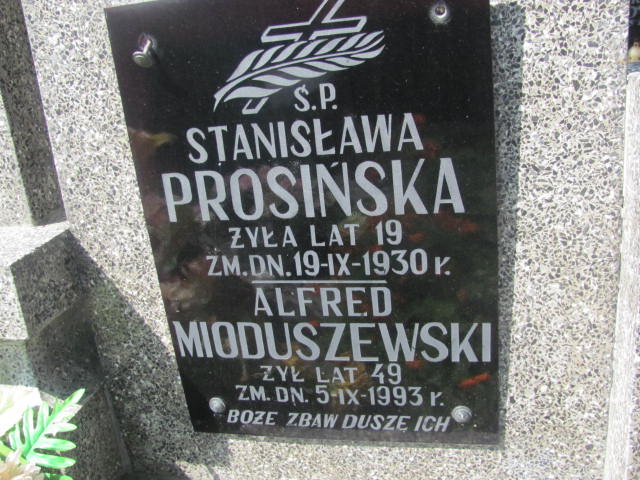 Ś.P.
STANISŁAWA
PROSIŃSKA
ŻYŁA LAT 19
ZM. DN. 19-IX-1930 r.
ALFRED
MIODUSZEWSKI
ŻYŁ LAT 49
ZM. DN. 5-IX-1993 r.
BOŻE ZBAW DUSZE ICH